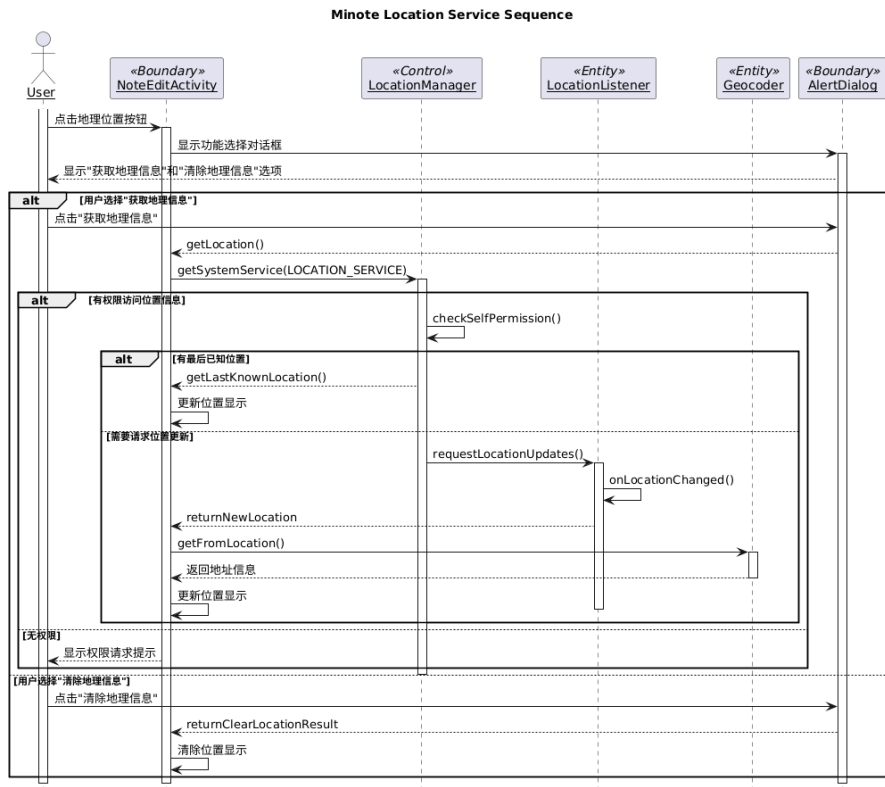 Minote Location Service Sequence
User
«Boundary»
NoteEditActivity
«Control»
LocationManager
«Entity»
LocationListener
«Entity»
Geocoder
«Boundary»
AlertDialog
点击地理位置按钮
显示功能选择对话框
显示"获取地理信息"和"清除地理信息"选项
alt [用户选择"获取地理信息"]
点击"获取地理信息"
getLocation()
getSystemService(LOCATION_SERVICE)
alt [有权限访问位置信息]
checkSelfPermission()
alt [有最后已知位置]
getLastKnownLocation()
更新位置显示
[需要请求位置更新]
requestLocationUpdates()
onLocationChanged()
returnNewLocation
getFromLocation()
返回地址信息
更新位置显示
[无权限]
显示权限请求提示
[用户选择"清除地理信息"]
点击"清除地理信息"
returnClearLocationResult
清除位置显示